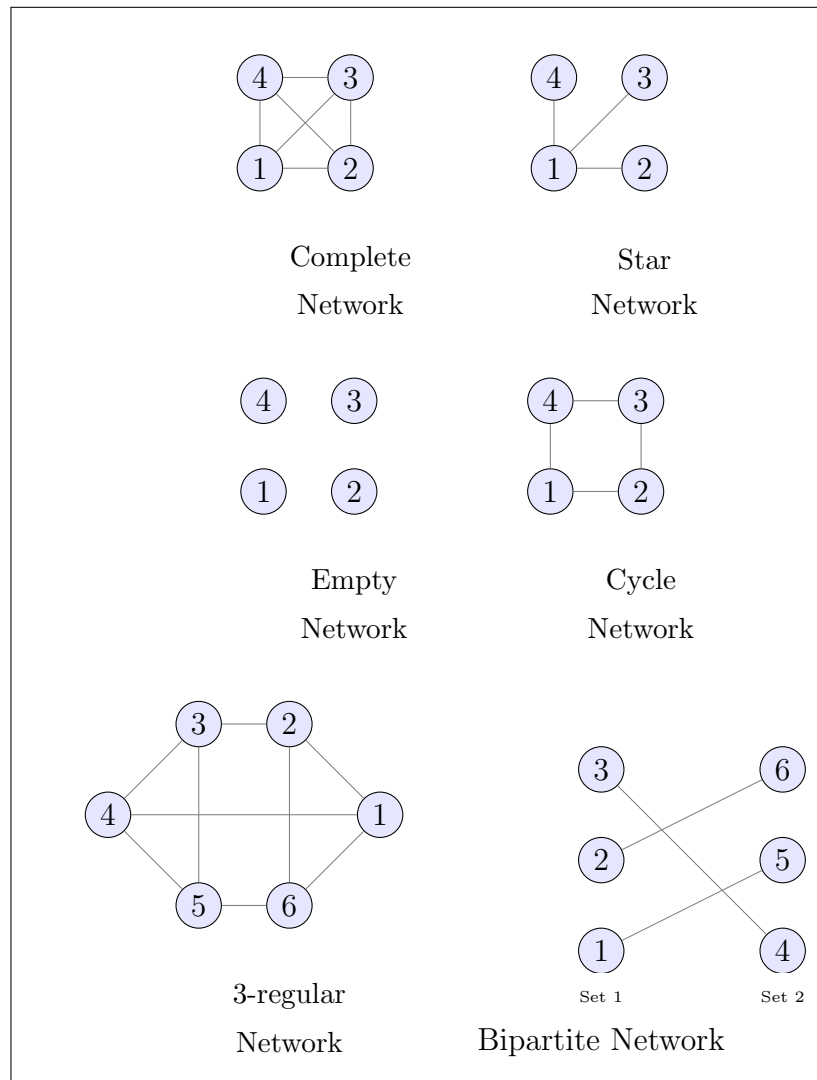 4 3 4 3
1 2 1 2
Complete Star
Network Network
4 3 4 3
1 2 1 2
Empty Cycle
Network Network
3 2
3 6
4 1
2 5
5 6
1 4
Set 1 Set 2
3-regular
Network Bipartite Network